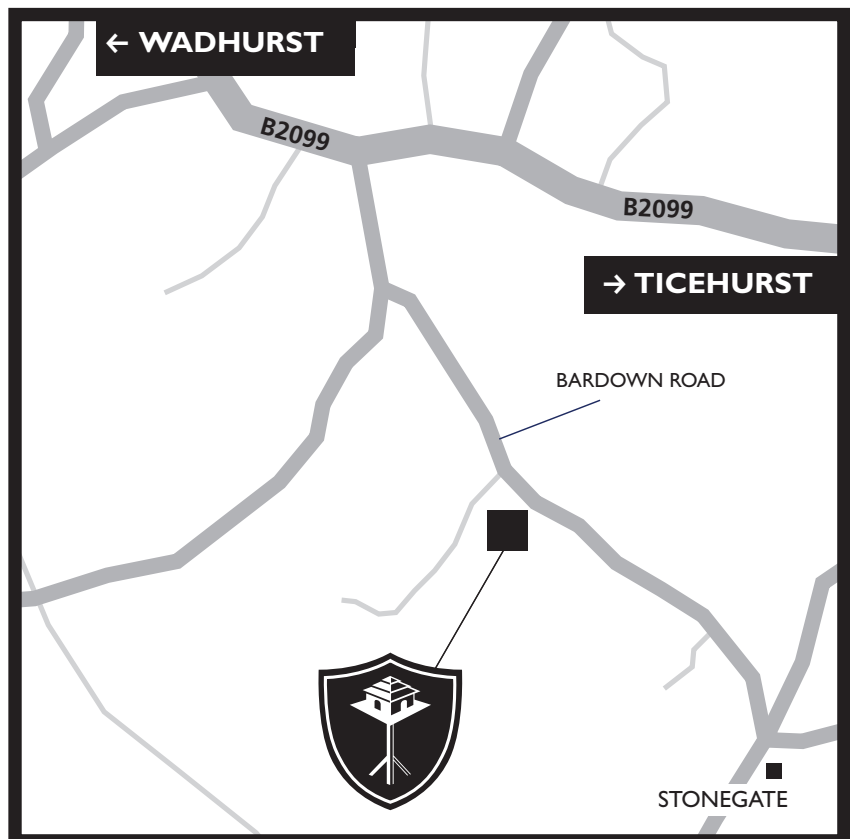 ← WADHURST
B2099
B2099
→ TICEHURST
BARDOWN ROAD
STONEGATE